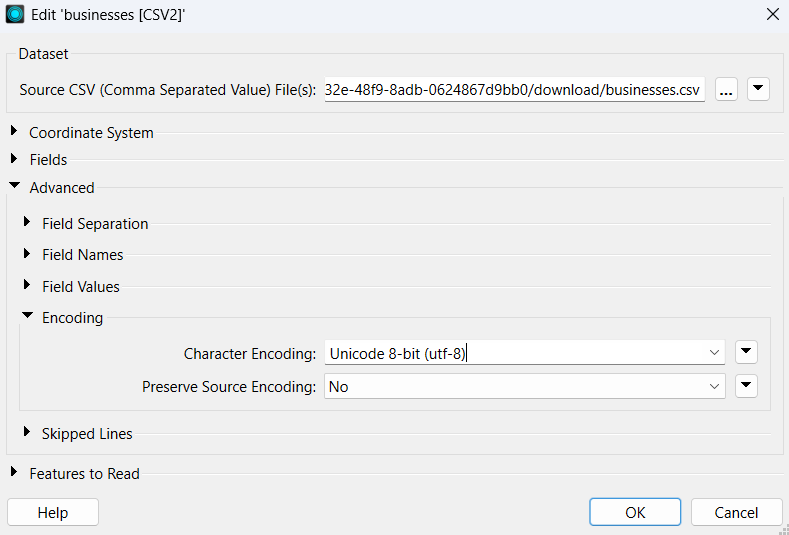 Edit 'businesses [CSV2]'
Dataset
Source CSV (Comma Separated Value) File(s): 32e-48f9-8adb-0624867d9bb0/download/businesses.csv ...
Coordinate System
Fields
Advanced
Field Separation
Field Names
Field Values
Encoding
Character Encoding: Unicode 8-bit (utf-8)
Preserve Source Encoding: No
Skipped Lines
Features to Read
Help OK Cancel